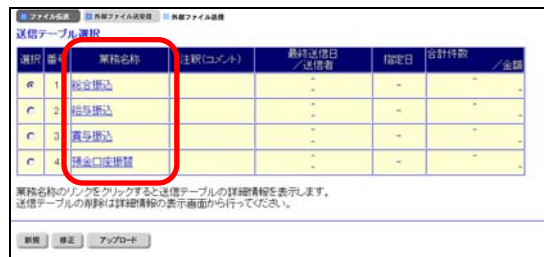 ファイル伝送 外部ファイル送受信 外部ファイル送信
送信テーブル選択
選択 番号 業務名称 注釈(コメント) 最終送信日/送信者 指定日 合計件数/金額
1 総合振込 - - - - -
2 給与振込 - - - - -
3 賞与振込 - - - - -
4 預金口座振替 - - - - -
業務名称のリンクをクリックすると送信テーブルの詳細情報を表示します。
送信テーブルの削除は詳細情報の表示画面から行ってください。
新規 修正 アップロード